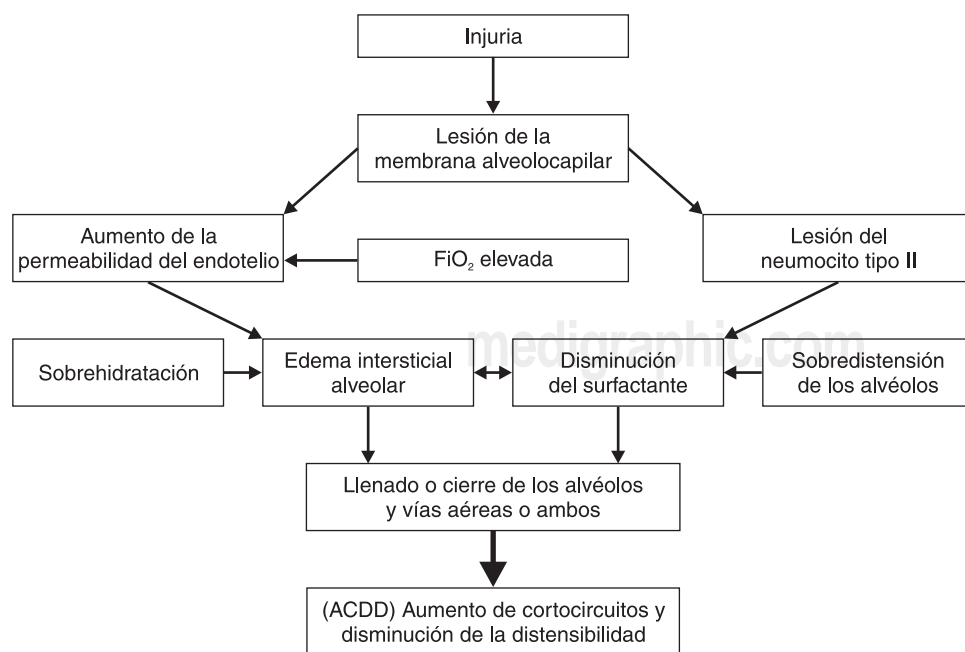 Injuria
Lesión de la
membrana alveolocapilar
Aumento de la
permeabilidad del endotelio
FiO₂ elevada
Lesión del
neumocito tipo II
medigraphic.com
Sobrehidratación
Edema intersticial
alveolar
Disminución
del surfactante
Sobredistensión
de los alvéolos
Llenado o cierre de los alvéolos
y vías aéreas o ambos
(ACDD) Aumento de cortocircuitos y
disminución de la distensibilidad